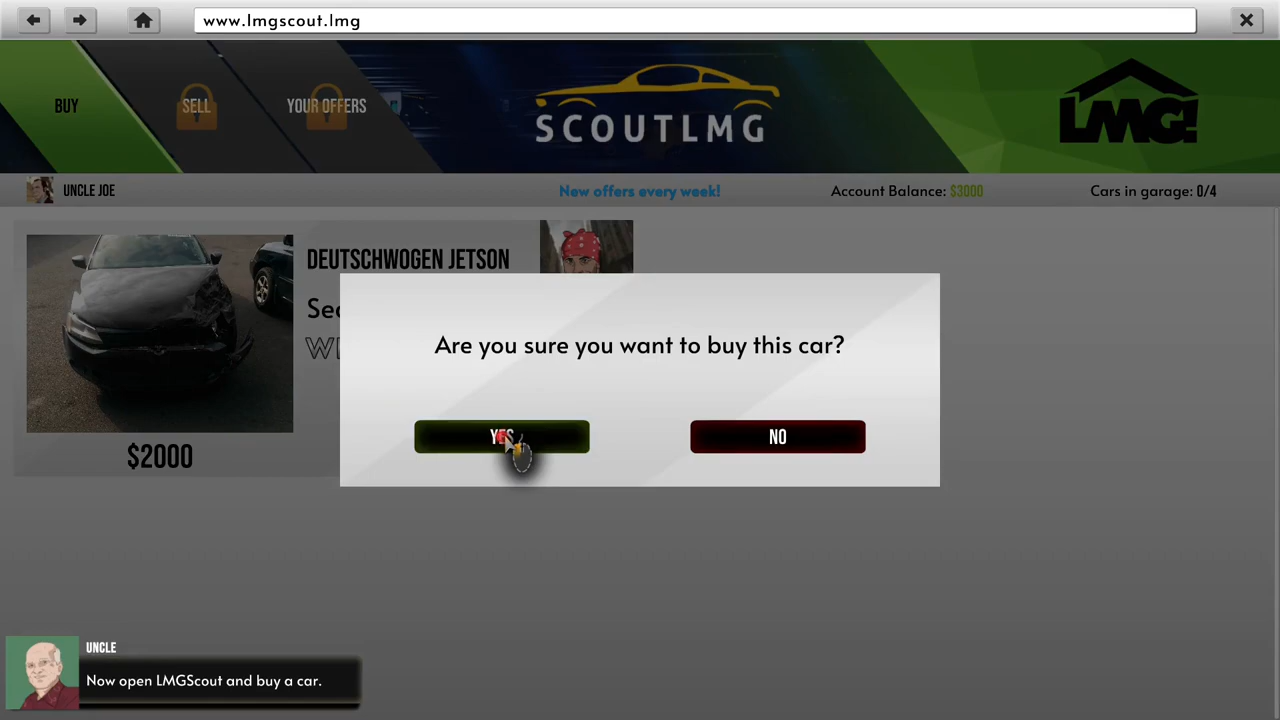 www.lmgscout.lmg
BUY
SELL
YOUR OFFERS
SCOUTLMG
LMG!
UNCLE JOE
New offers every week!
Account Balance: $3000
Cars in garage: 0/4
DEUTSCHWOGEN JETSON
$2000
Are you sure you want to buy this car?
YES
NO
UNCLE
Now open LMGScout and buy a car.